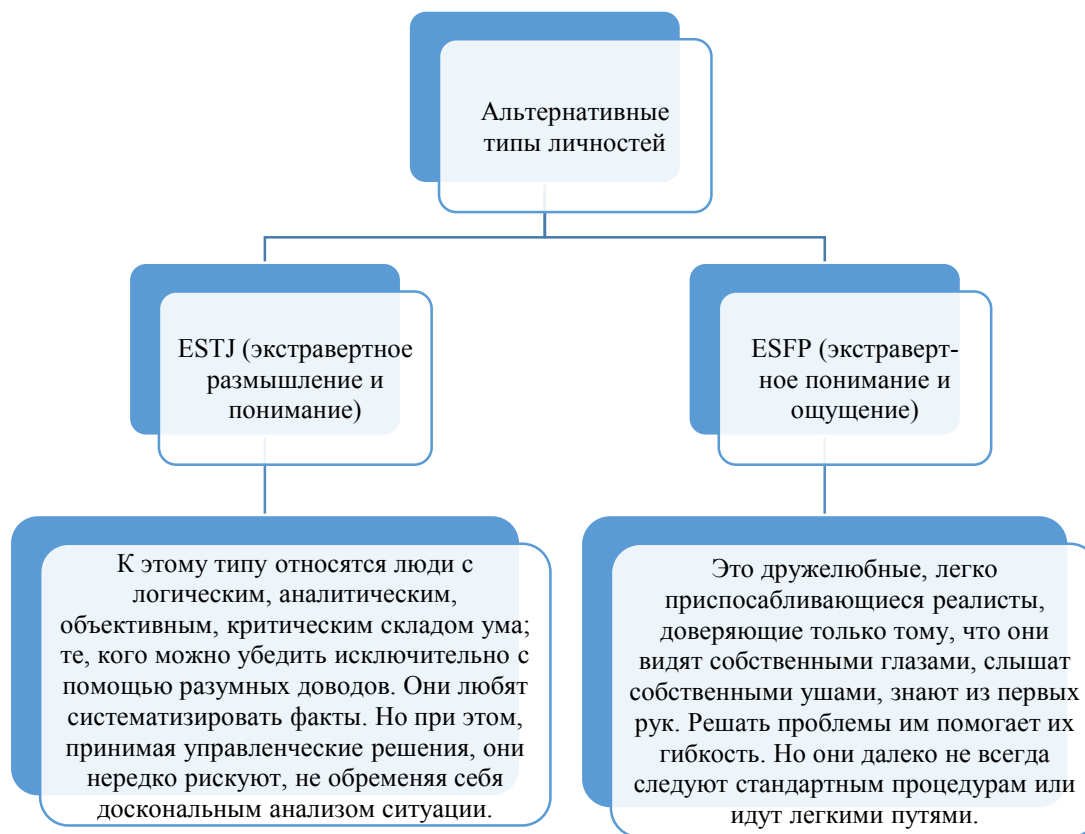 Альтернативные
типы личностей
ESTJ (экстравертное
размышление и
понимание)
ESFP (экстраверт-
ное понимание и
ощущение)
К этому типу относятся люди с
логическим, аналитическим,
объективным, критическим складом ума;
те, кого можно убедить исключительно с
помощью разумных доводов. Они любят
систематизировать факты. Но при этом,
принимая управленческие решения, они
нередко рискуют, не обременяя себя
доскональным анализом ситуации.
Это дружелюбные, легко
приспосабливающиеся реалисты,
доверяющие только тому, что они
видят собственными глазами, слышат
собственными ушами, знают из первых
рук. Решать проблемы им помогает их
гибкость. Но они далеко не всегда
следуют стандартным процедурам или
идут легкими путями.